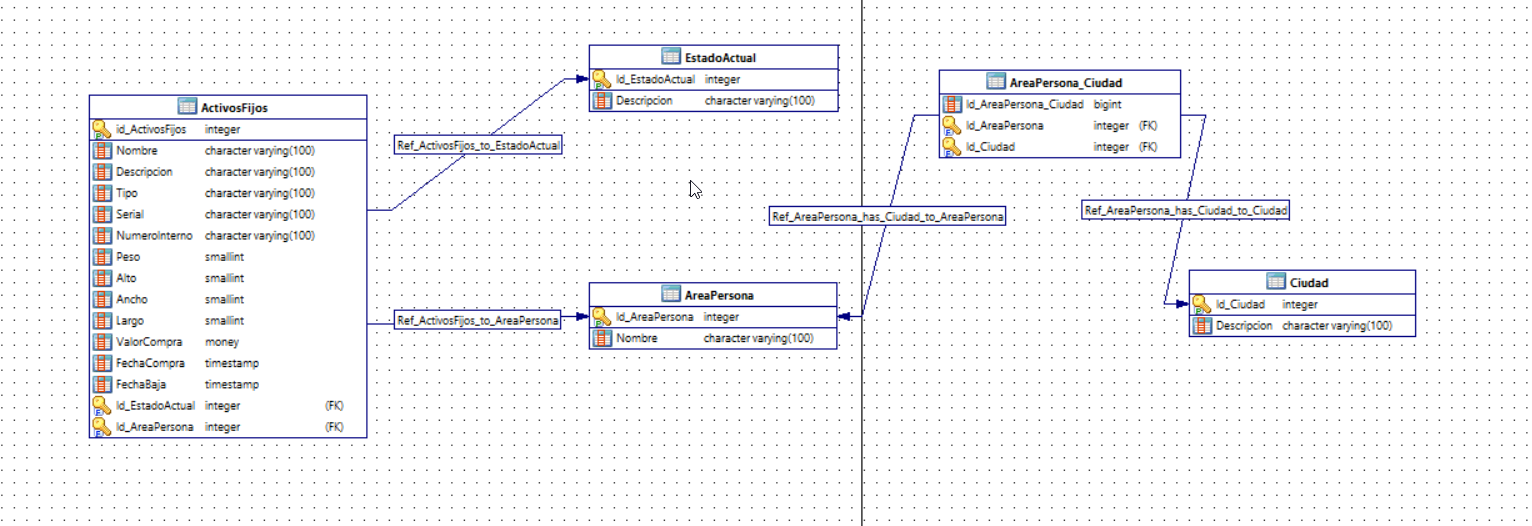 EstadoActual
Id_EstadoActual integer
Descripcion character varying(100)
AreaPersona_Ciudad
Id_AreaPersona_Ciudad bigint
Id_AreaPersona integer (FK)
Id_Ciudad integer (FK)
ActivosFijos
id_ActivosFijos integer
Nombre character varying(100)
Descripcion character varying(100)
Tipo character varying(100)
Serial character varying(100)
NumeroInterno character varying(100)
Peso smallint
Alto smallint
Ancho smallint
Largo smallint
ValorCompra money
FechaCompra timestamp
FechaBaja timestamp
Id_EstadoActual integer (FK)
Id_AreaPersona integer (FK)
Ref_ActivosFijos_to_EstadoActual
Ref_AreaPersona_has_Ciudad_to_AreaPersona
Ref_AreaPersona_has_Ciudad_to_Ciudad
Ref_ActivosFijos_to_AreaPersona
AreaPersona
Id_AreaPersona integer
Nombre character varying(100)
Ciudad
Id_Ciudad integer
Descripcion character varying(100)